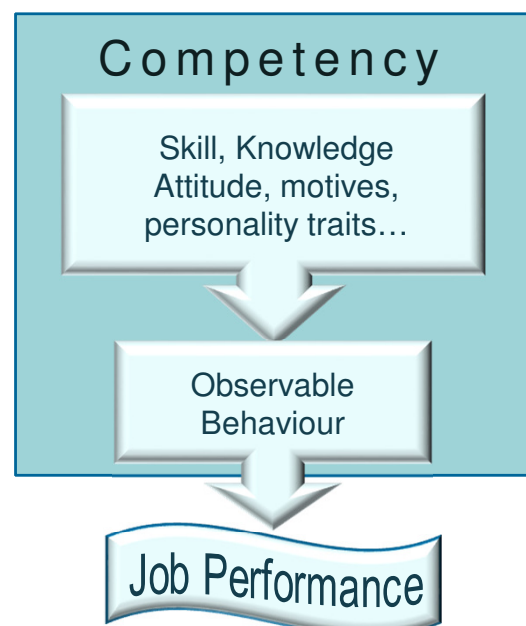 Competency
Skill, Knowledge
Attitude, motives,
personality traits…
Observable
Behaviour
Job Performance